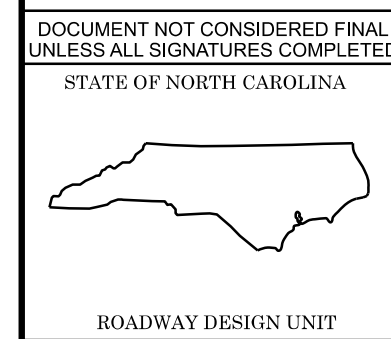 DOCUMENT NOT CONSIDERED FINAL
UNLESS ALL SIGNATURES COMPLETED
STATE OF NORTH CAROLINA
ROADWAY DESIGN UNIT